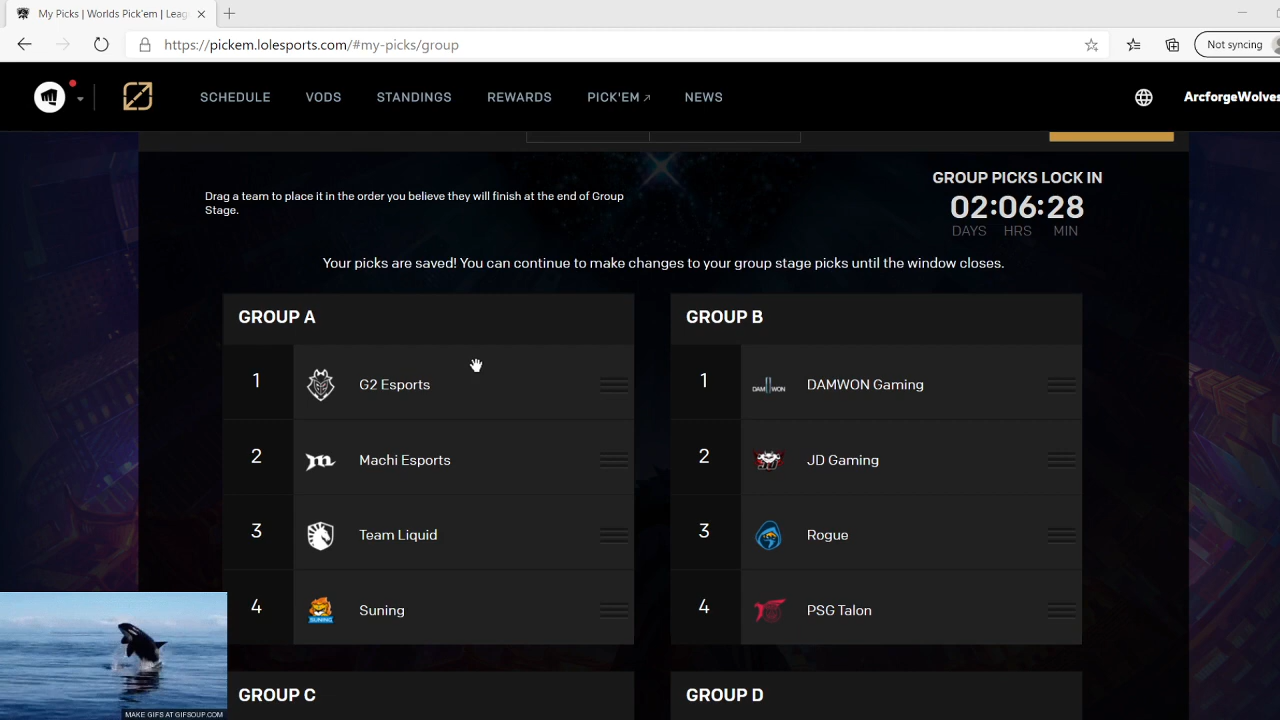 My Picks | Worlds Pick'em | Leag
https://pickem.lolesports.com/#my-picks/group
Not syncing
SCHEDULE VODS STANDINGS REWARDS PICK'EM NEWS
ArcforgeWolves
Drag a team to place it in the order you believe they will finish at the end of Group
Stage.
GROUP PICKS LOCK IN
02:06:28
DAYS HRS MIN
Your picks are saved! You can continue to make changes to your group stage picks until the window closes.
GROUP A
1 G2 Esports
2 Machi Esports
3 Team Liquid
4 Suning
GROUP B
1 DAMWON Gaming
2 JD Gaming
3 Rogue
4 PSG Talon
GROUP C
GROUP D
MAKE GIFS AT GIFSOUP.COM